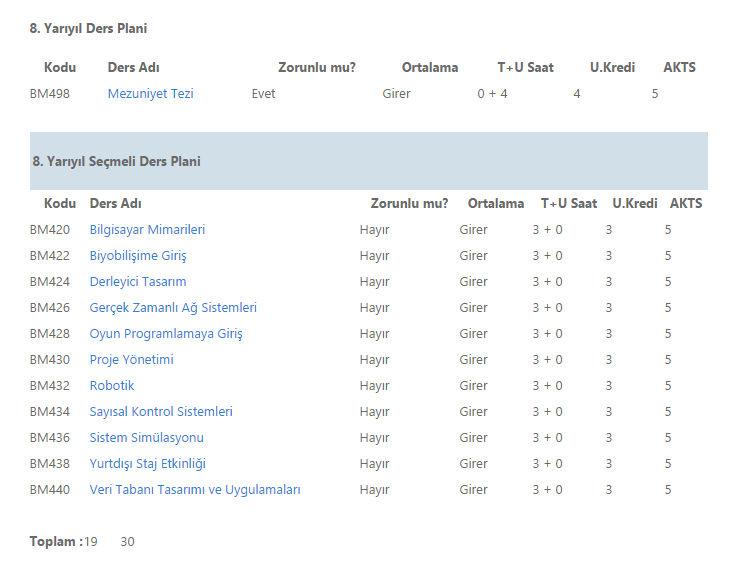 8. Yarıyıl Ders Plani
Kodu Ders Adı Zorunlu mu? Ortalama T+U Saat U.Kredi AKTS
BM498 Mezuniyet Tezi Evet Girer 0 + 4 4 5
8. Yarıyıl Seçmeli Ders Plani
Kodu Ders Adı Zorunlu mu? Ortalama T+U Saat U.Kredi AKTS
BM420 Bilgisayar Mimarileri Hayır Girer 3 + 0 3 5
BM422 Biyobilişime Giriş Hayır Girer 3 + 0 3 5
BM424 Derleyici Tasarım Hayır Girer 3 + 0 3 5
BM426 Gerçek Zamanlı Ağ Sistemleri Hayır Girer 3 + 0 3 5
BM428 Oyun Programlamaya Giriş Hayır Girer 3 + 0 3 5
BM430 Proje Yönetimi Hayır Girer 3 + 0 3 5
BM432 Robotik Hayır Girer 3 + 0 3 5
BM434 Sayısal Kontrol Sistemleri Hayır Girer 3 + 0 3 5
BM436 Sistem Simülasyonu Hayır Girer 3 + 0 3 5
BM438 Yurtdışı Staj Etkinliği Hayır Girer 3 + 0 3 5
BM440 Veri Tabanı Tasarımı ve Uygulamaları Hayır Girer 3 + 0 3 5
Toplam :19 30